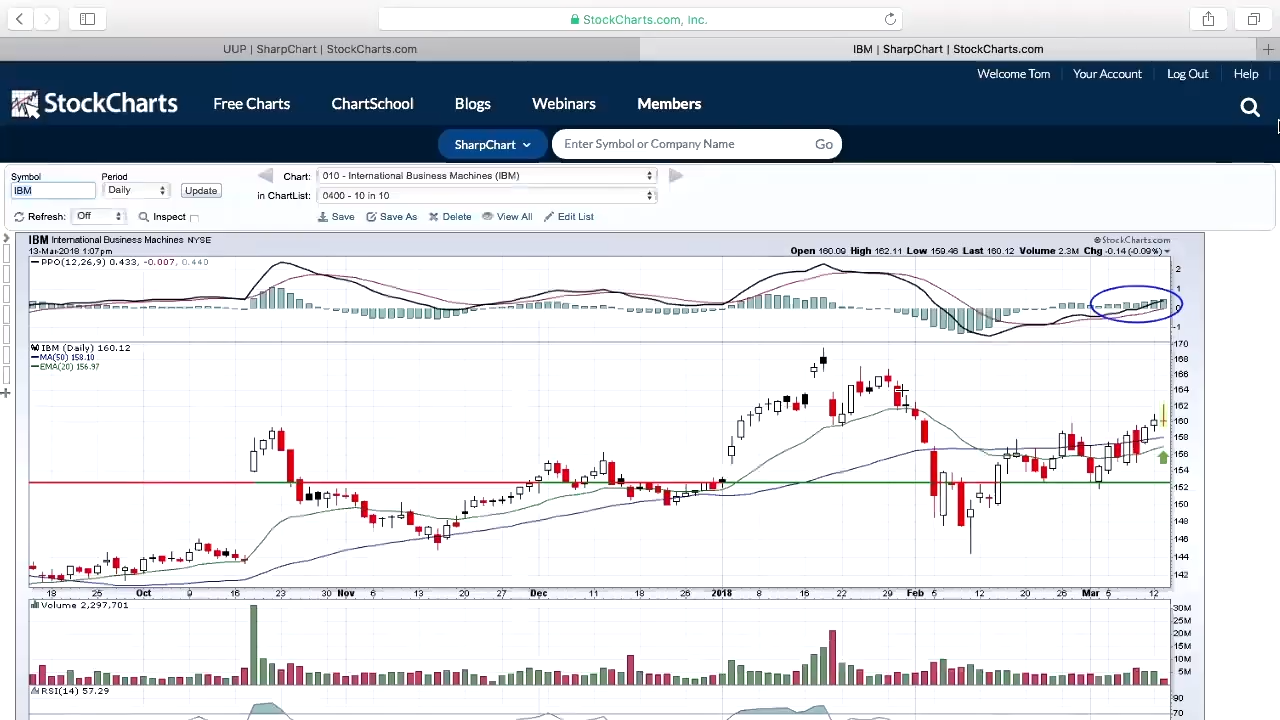 StockCharts.com, Inc.
UUP | SharpChart | StockCharts.com
IBM | SharpChart | StockCharts.com
Welcome Tom Your Account Log Out Help
StockCharts Free Charts ChartSchool Blogs Webinars Members
SharpChart Enter Symbol or Company Name Go
Symbol Period Chart: 010 - International Business Machines (IBM)
IBM Daily Update in ChartList: 0400 - 10 in 10
Refresh: Off Inspect Save Save As Delete View All Edit List
IBM International Business Machines NYSE ©StockCharts.com
13-Mar-2018 1:07pm Open 160.09 High 162.11 Low 159.46 Last 160.12 Volume 2.3M Chg -0.14 (-0.09%)
PPO(12,26,9) 0.433, -0.007, 0.440
2
1
0
-1
IBM (Daily) 160.12
MA(50) 158.10
EMA(20) 156.97
170
168
166
164
162
160
158
156
154
152
150
148
146
144
142
18 25 Oct 9 16 23 30 Nov 6 13 20 27 Dec 11 18 26 2018 8 16 22 29 Feb 5 12 20 26 Mar 5 12
Volume 2,297,701
30M
25M
20M
15M
10M
5M
RSI(14) 57.29
90
70